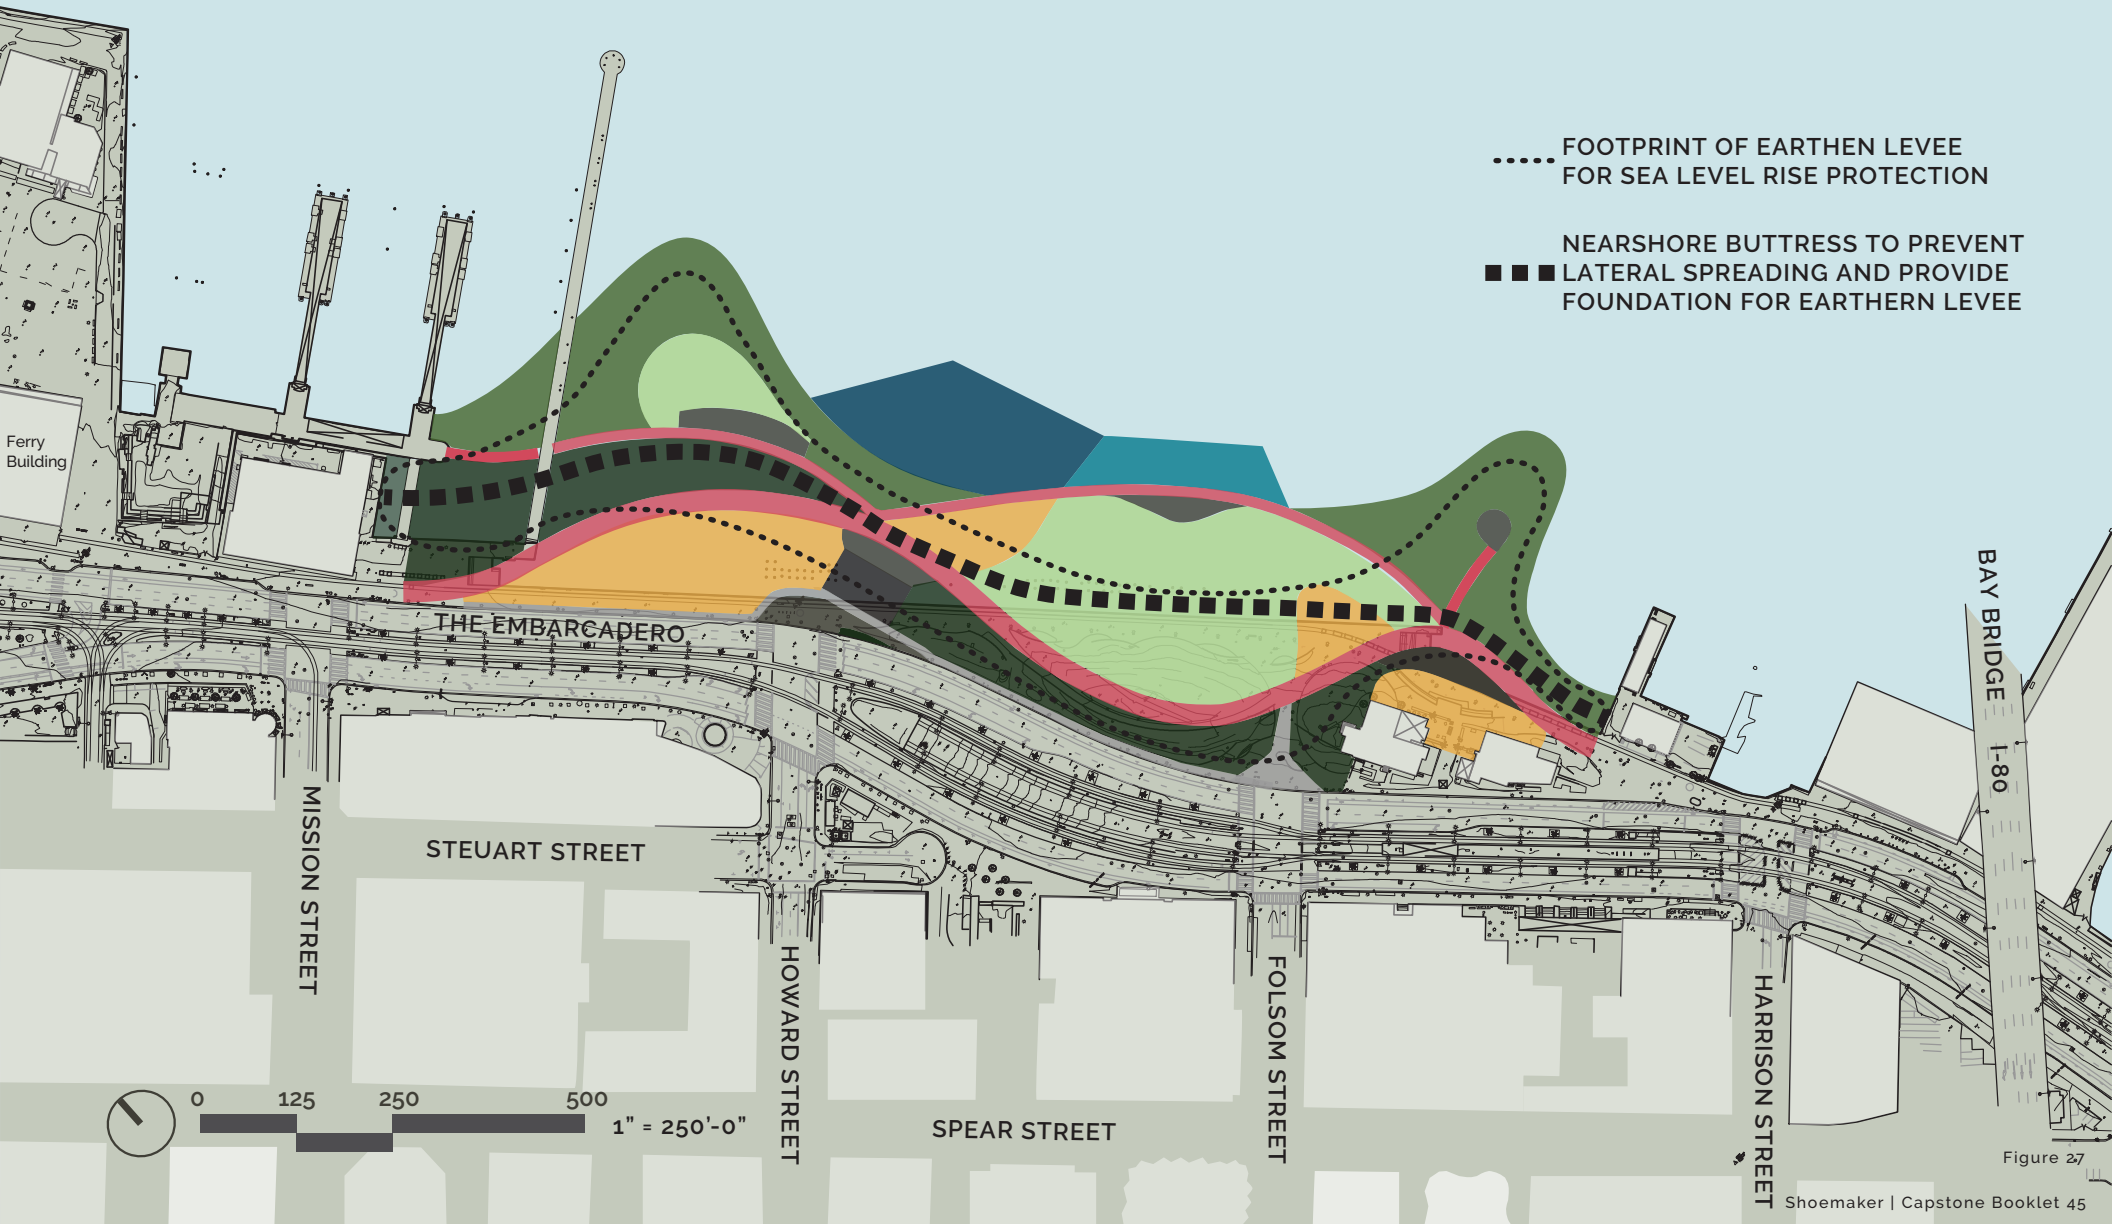 FOOTPRINT OF EARTHEN LEVEE
FOR SEA LEVEL RISE PROTECTION
NEARSHORE BUTTRESS TO PREVENT
LATERAL SPREADING AND PROVIDE
FOUNDATION FOR EARTHERN LEVEE
Ferry
Building
THE EMBARCADERO
BAY BRIDGE I-80
MISSION STREET
STEUART STREET
HOWARD STREET
FOLSOM STREET
HARRISON STREET
SPEAR STREET
0 125 250 500
1” = 250’-0”
Figure 27
Shoemaker | Capstone Booklet 45